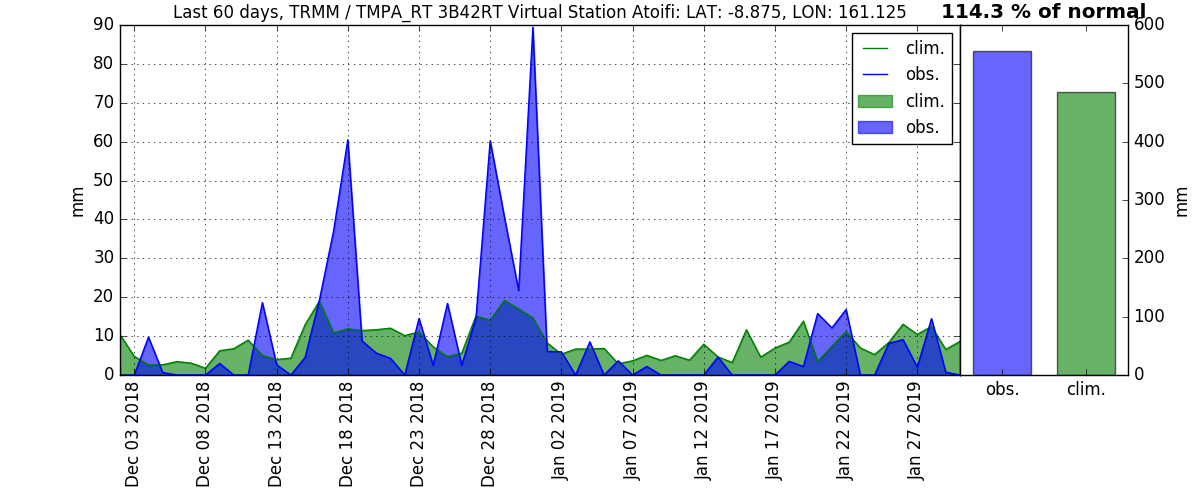 Last 60 days, TRMM / TMPA_RT 3B42RT Virtual Station Atoifi: LAT: -8.875, LON: 161.125
114.3 % of normal
90
80
70
60
50
40
30
20
10
0
mm
clim.
obs.
clim.
obs.
Dec 03 2018
Dec 08 2018
Dec 13 2018
Dec 18 2018
Dec 23 2018
Dec 28 2018
Jan 02 2019
Jan 07 2019
Jan 12 2019
Jan 17 2019
Jan 22 2019
Jan 27 2019
600
500
400
300
200
100
0
mm
obs.
clim.